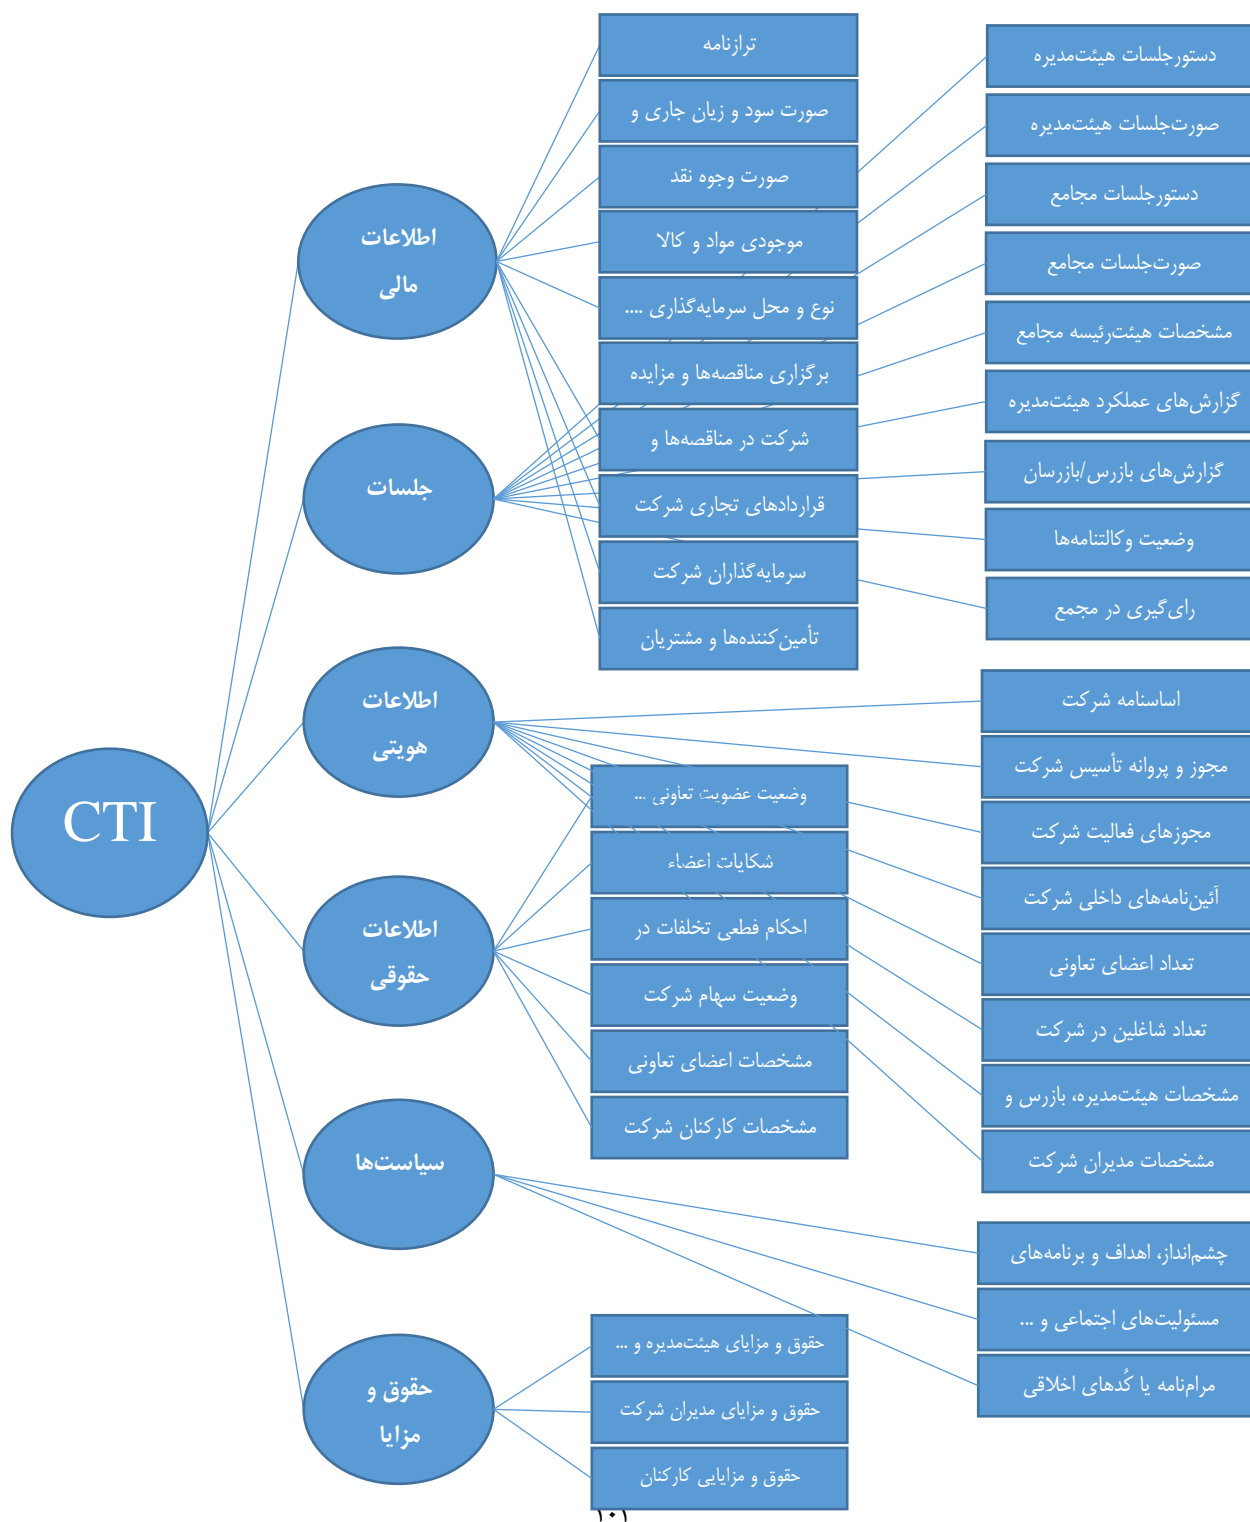 CTI
اطلاعات
مالی
ترازنامه
صورت سود و زیان جاری و
صورت وجوه نقد
موجودی مواد و کالا
نوع و محل سرمایه‌گذاری ....
برگزاری مناقصه‌ها و مزایده
شرکت در مناقصه‌ها و
قراردادهای تجاری شرکت
سرمایه‌گذاران شرکت
تأمین‌کننده‌ها و مشتریان
جلسات
دستورجلسات هیئت‌مدیره
صورت‌جلسات هیئت‌مدیره
دستورجلسات مجامع
صورت‌جلسات مجامع
مشخصات هیئت‌رئیسه مجامع
گزارش‌های عملکرد هیئت‌مدیره
گزارش‌های بازرس/بازرسان
وضعیت وکالتنامه‌ها
رای‌گیری در مجمع
اطلاعات
هویتی
اساسنامه شرکت
مجوز و پروانه تأسیس شرکت
مجوزهای فعالیت شرکت
آئین‌نامه‌های داخلی شرکت
تعداد اعضای تعاونی
تعداد شاغلین در شرکت
مشخصات هیئت‌مدیره، بازرس و
مشخصات مدیران شرکت
اطلاعات
حقوقی
وضعیت عضویت تعاونی ...
شکایات اعضاء
احکام قطعی تخلفات در
وضعیت سهام شرکت
مشخصات اعضای تعاونی
مشخصات کارکنان شرکت
سیاست‌ها
چشم‌انداز، اهداف و برنامه‌های
مسئولیت‌های اجتماعی و ...
مرام‌نامه یا کُدهای اخلاقی
حقوق و
مزایا
حقوق و مزایای هیئت‌مدیره و ...
حقوق و مزایای مدیران شرکت
حقوق و مزایایی کارکنان
۱۰۱